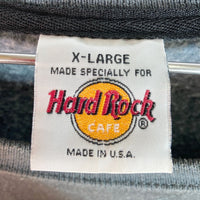 X-LARGE
MADE SPECIALLY FOR
Hard Rock
CAFE
®
MADE IN U.S.A.